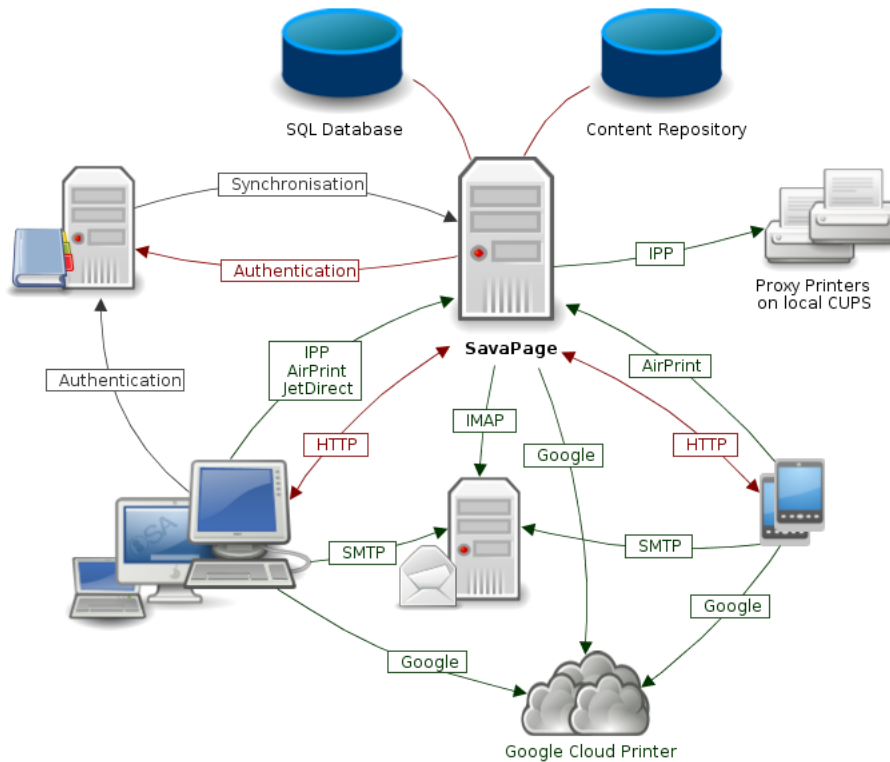 SQL Database
Content Repository
Synchronisation
Authentication
IPP
Proxy Printers
on local CUPS
IPP
AirPrint
JetDirect
SavaPage
AirPrint
Authentication
HTTP
IMAP
Google
HTTP
SMTP
SMTP
Google
Google
Google Cloud Printer